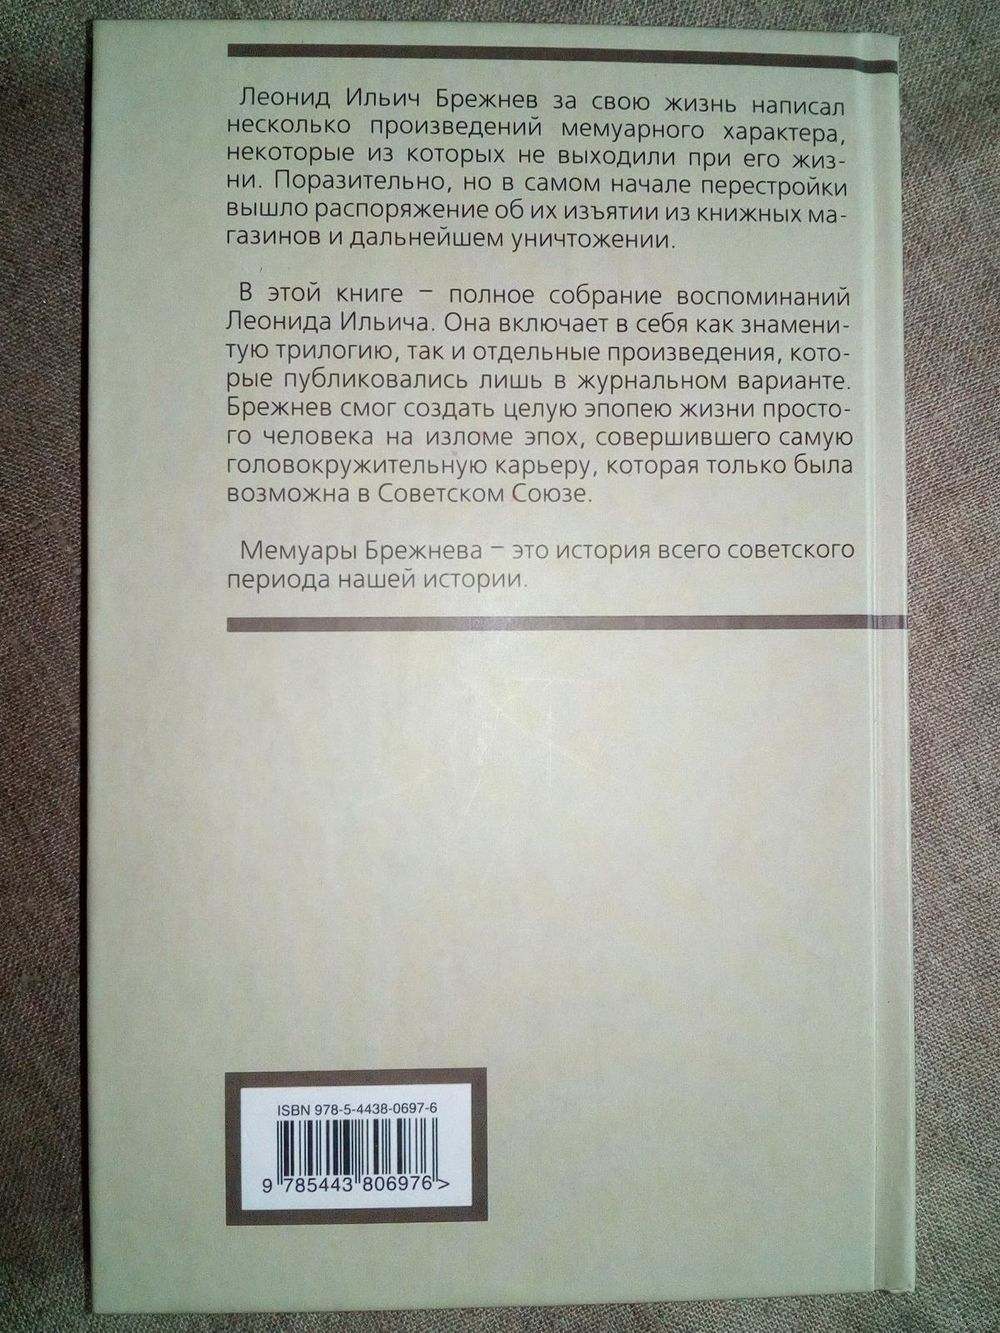 Леонид Ильич Брежнев за свою жизнь написал
несколько произведений мемуарного характера,
некоторые из которых не выходили при его жиз-
ни. Поразительно, но в самом начале перестройки
вышло распоряжение об их изъятии из книжных ма-
газинов и дальнейшем уничтожении.
В этой книге – полное собрание воспоминаний
Леонида Ильича. Она включает в себя как знамени-
тую трилогию, так и отдельные произведения, кото-
рые публиковались лишь в журнальном варианте.
Брежнев смог создать целую эпопею жизни просто-
го человека на изломе эпох, совершившего самую
головокружительную карьеру, которая только была
возможна в Советском Союзе.
Мемуары Брежнева – это история всего советского
периода нашей истории.
ISBN 978-5-4438-0697-6
9 785443 806976 >